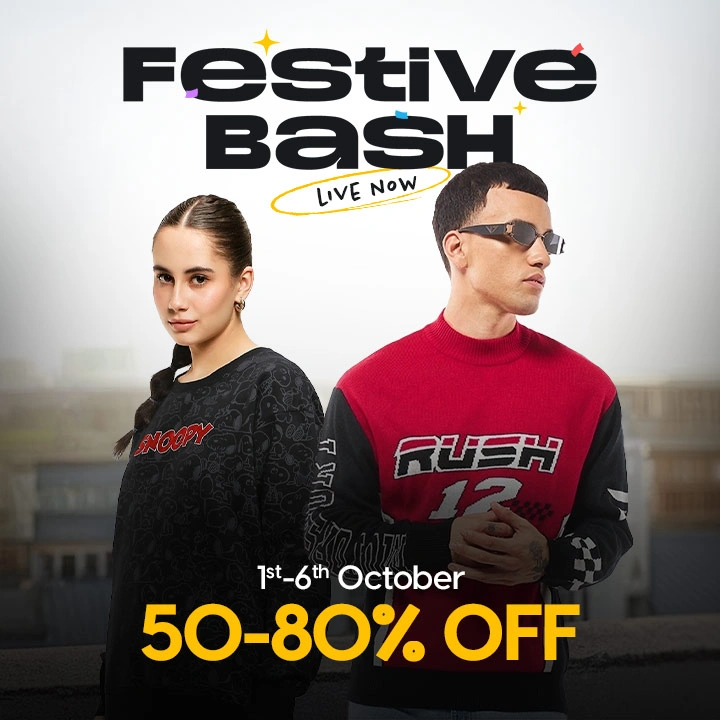 Festive
BasH
LIVE NOW
SNOOPY
RUSH
12
1st-6th October
50-80% OFF